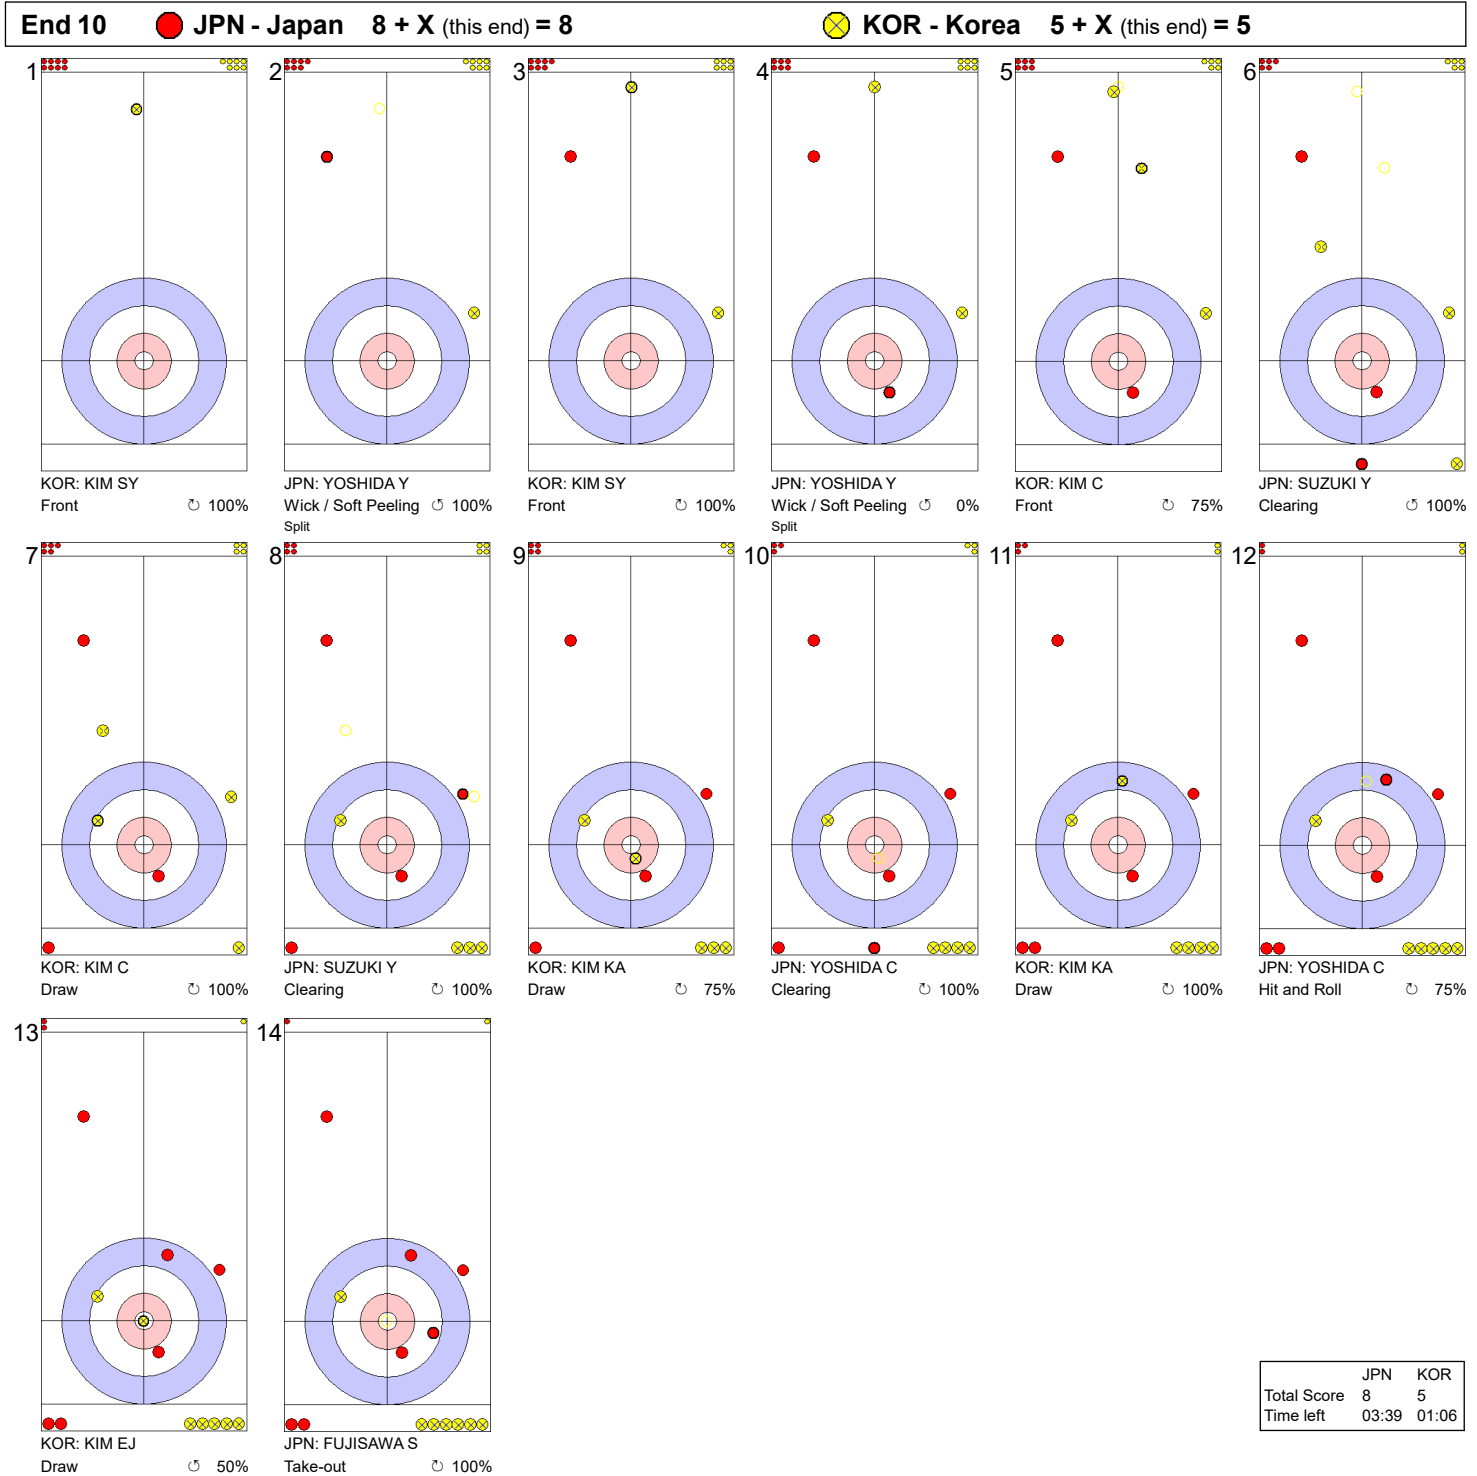 End 10 JPN - Japan 8 + X (this end) = 8 KOR - Korea 5 + X (this end) = 5
1 2 3 4 5 6
KOR: KIM SY JPN: YOSHIDA Y KOR: KIM SY JPN: YOSHIDA Y KOR: KIM C JPN: SUZUKI Y
Front ↻ 100% Wick / Soft Peeling ↺ 100% Front ↻ 100% Wick / Soft Peeling ↺ 0% Front ↻ 75% Clearing ↺ 100%
Split Split
7 8 9 10 11 12
KOR: KIM C JPN: SUZUKI Y KOR: KIM KA JPN: YOSHIDA C KOR: KIM KA JPN: YOSHIDA C
Draw ↻ 100% Clearing ↻ 100% Draw ↻ 75% Clearing ↻ 100% Draw ↻ 100% Hit and Roll ↻ 75%
13 14
KOR: KIM EJ JPN: FUJISAWA S
Draw ↺ 50% Take-out ↻ 100%
JPN KOR
Total Score 8 5
Time left 03:39 01:06